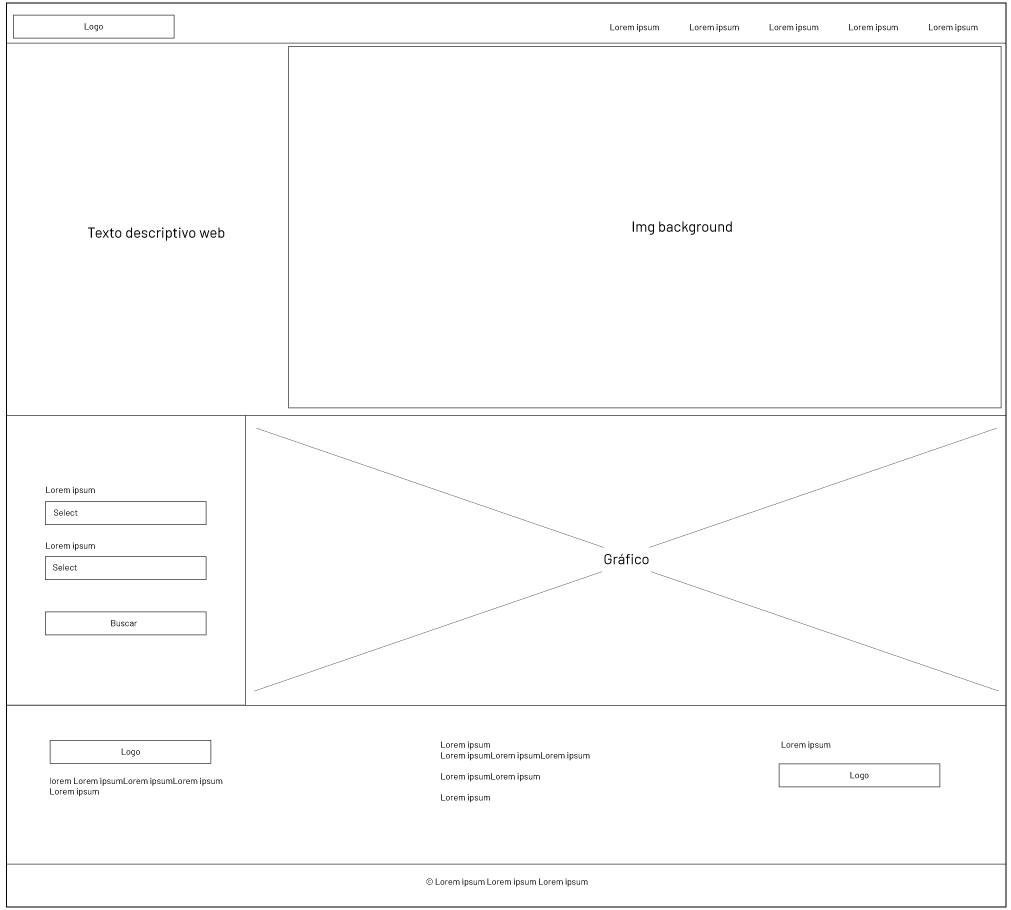 Logo
Lorem ipsum Lorem ipsum Lorem ipsum Lorem ipsum Lorem ipsum
Texto descriptivo web
Img background
Lorem ipsum
Select
Lorem ipsum
Select
Buscar
Gráfico
Logo
lorem Lorem ipsumLorem ipsumLorem ipsum
Lorem ipsum
Lorem ipsum
Lorem ipsumLorem ipsumLorem ipsum
Lorem ipsumLorem ipsum
Lorem ipsum
Lorem ipsum
Logo
© Lorem ipsum Lorem ipsum Lorem ipsum